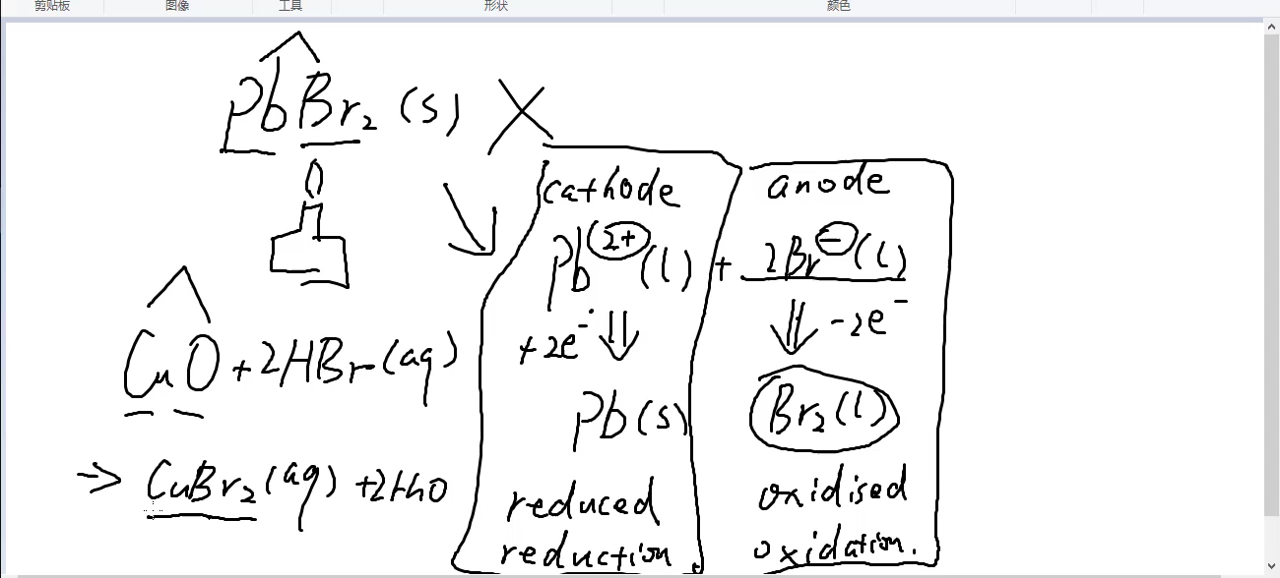 剪贴板 图像 工具 形状 颜色
PbBr₂ (s) X
cathode anode
Pb²⁺ (l) + 2Br⁻ (l)
+2e⁻ ⇓ ⇓ -2e⁻
CuO + 2HBr (aq)
Pb (s) Br₂ (l)
⇒ CuBr₂ (aq) + 2H₂O
reduced oxidised
reduction oxidation.